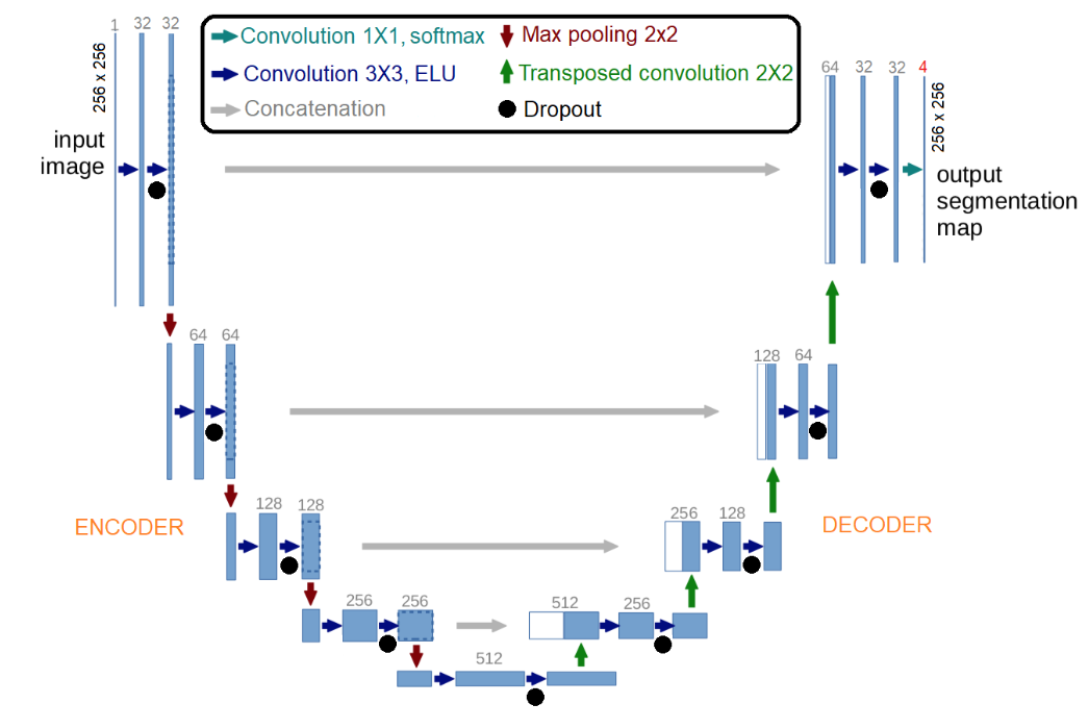 1 32 32
256 x 256
input
image
Convolution 1X1, softmax
Max pooling 2x2
Convolution 3X3, ELU
Transposed convolution 2X2
Concatenation
Dropout
64 32 32 4
256 x 256
output
segmentation
map
64 64
128 64
ENCODER
128 128
256 128
DECODER
256 256
512 256
512